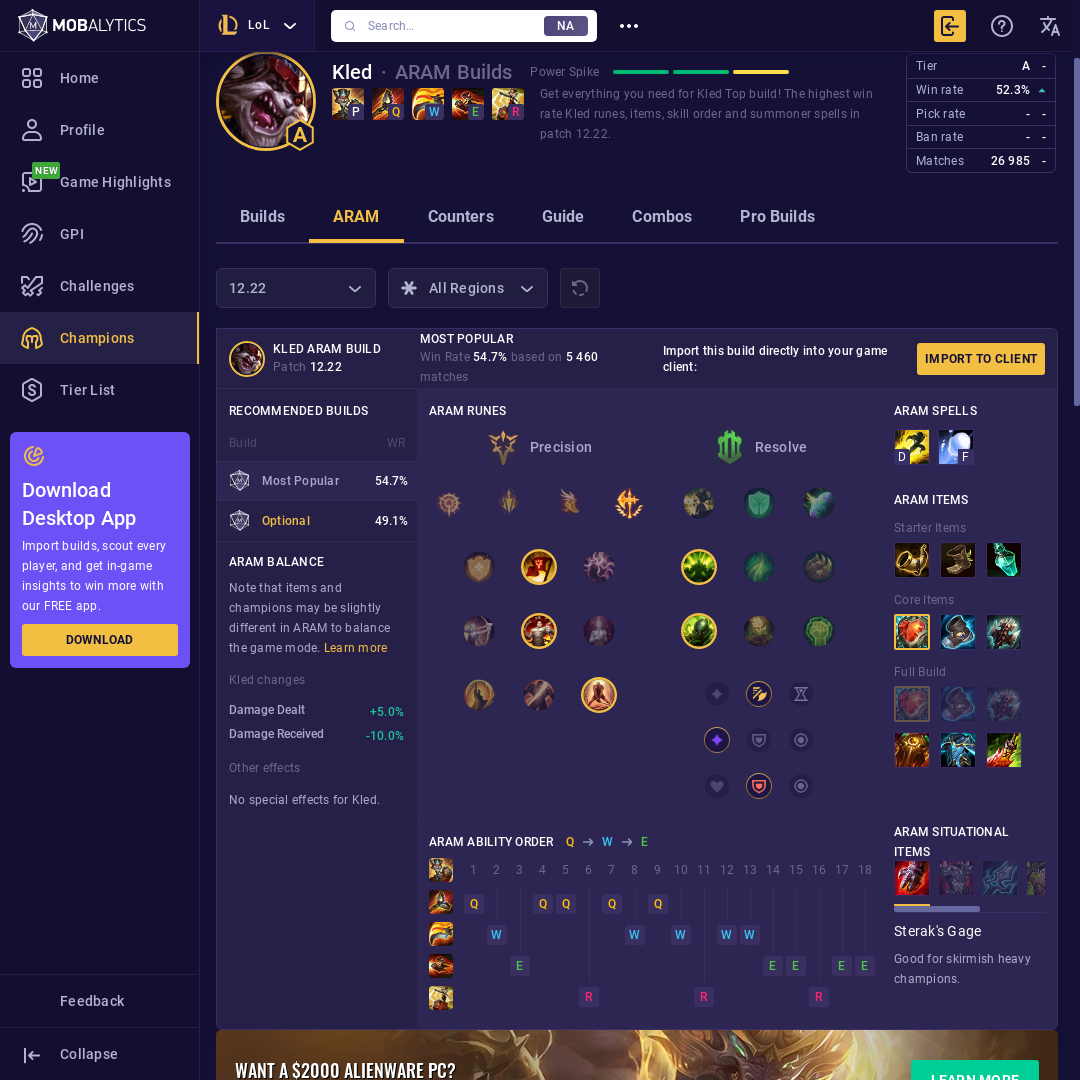 MOBALYTICS
LoL
Search...
NA
Home
Profile
NEW
Game Highlights
GPI
Challenges
Champions
Tier List
Download
Desktop App
Import builds, scout every
player, and get in-game
insights to win more with
our FREE app.
DOWNLOAD
Feedback
Collapse
Kled · ARAM Builds
Power Spike
P Q W E R
A
Get everything you need for Kled Top build! The highest win
rate Kled runes, items, skill order and summoner spells in
patch 12.22.
Tier A -
Win rate 52.3%
Pick rate - -
Ban rate - -
Matches 26 985 -
Builds ARAM Counters Guide Combos Pro Builds
12.22
All Regions
KLED ARAM BUILD
Patch 12.22
MOST POPULAR
Win Rate 54.7% based on 5 460
matches
Import this build directly into your game
client:
IMPORT TO CLIENT
RECOMMENDED BUILDS
Build WR
Most Popular 54.7%
Optional 49.1%
ARAM BALANCE
Note that items and
champions may be slightly
different in ARAM to balance
the game mode. Learn more
Kled changes
Damage Dealt +5.0%
Damage Received -10.0%
Other effects
No special effects for Kled.
ARAM RUNES
Precision
Resolve
ARAM ABILITY ORDER Q W E
1 2 3 4 5 6 7 8 9 10 11 12 13 14 15 16 17 18
Q Q Q Q Q
W W W W W
E E E E E
R R R
ARAM SPELLS
D F
ARAM ITEMS
Starter Items
Core Items
Full Build
ARAM SITUATIONAL
ITEMS
Sterak's Gage
Good for skirmish heavy
champions.
WANT A $2000 ALIENWARE PC?
LEARN MORE